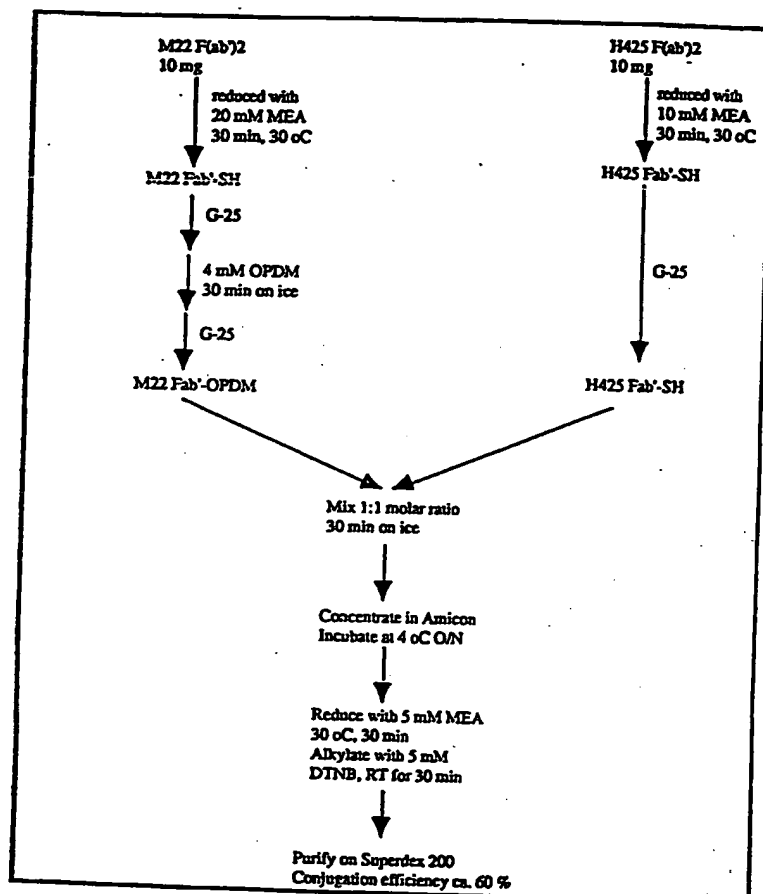 M22 F(ab')2
10 mg
reduced with
20 mM MEA
30 min, 30 oC
M22 Fab'-SH
G-25
4 mM OPDM
30 min on ice
G-25
M22 Fab'-OPDM
H425 F(ab')2
10 mg
reduced with
10 mM MEA
30 min, 30 oC
H425 Fab'-SH
G-25
H425 Fab'-SH
Mix 1:1 molar ratio
30 min on ice
Concentrate in Amicon
Incubate at 4 oC O/N
Reduce with 5 mM MEA
30 oC, 30 min
Alkylate with 5 mM
DTNB, RT for 30 min
Purify on Superdex 200
Conjugation efficiency ca. 60 %